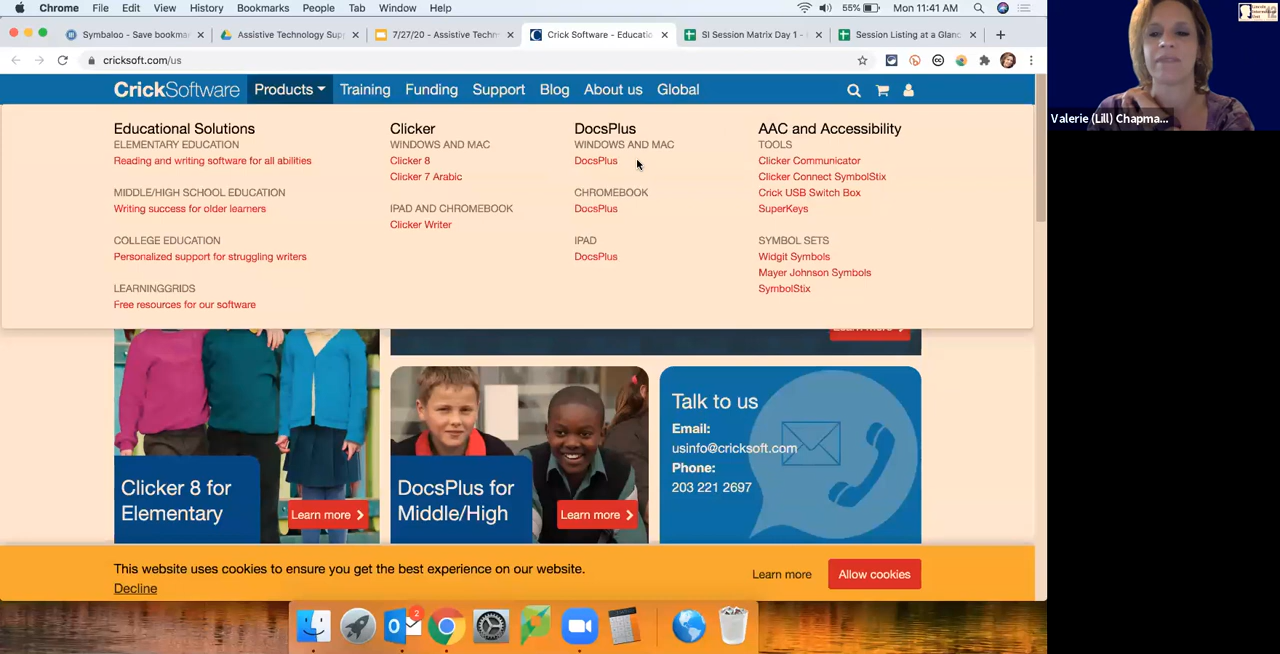 Chrome File Edit View History Bookmarks People Tab Window Help 55% Mon 11:41 AM
Symbaloo - Save bookmar
Assistive Technology Sup
7/27/20 - Assistive Techn
Crick Software - Educatio
SI Session Matrix Day 1 -
Session Listing at a Glanc
cricksoft.com/us
CrickSoftware Products Training Funding Support Blog About us Global
Educational Solutions
ELEMENTARY EDUCATION
Reading and writing software for all abilities
MIDDLE/HIGH SCHOOL EDUCATION
Writing success for older learners
COLLEGE EDUCATION
Personalized support for struggling writers
LEARNINGGRIDS
Free resources for our software
Clicker
WINDOWS AND MAC
Clicker 8
Clicker 7 Arabic
IPAD AND CHROMEBOOK
Clicker Writer
DocsPlus
WINDOWS AND MAC
DocsPlus
CHROMEBOOK
DocsPlus
IPAD
DocsPlus
AAC and Accessibility
TOOLS
Clicker Communicator
Clicker Connect SymbolStix
Crick USB Switch Box
SuperKeys
SYMBOL SETS
Widgit Symbols
Mayer Johnson Symbols
SymbolStix
Learn more
Clicker 8 for
Elementary
Learn more
DocsPlus for
Middle/High
Learn more
Talk to us
Email:
usinfo@cricksoft.com
Phone:
203 221 2697
This website uses cookies to ensure you get the best experience on our website.
Decline
Learn more
Allow cookies
2
Valerie (Lill) Chapma...